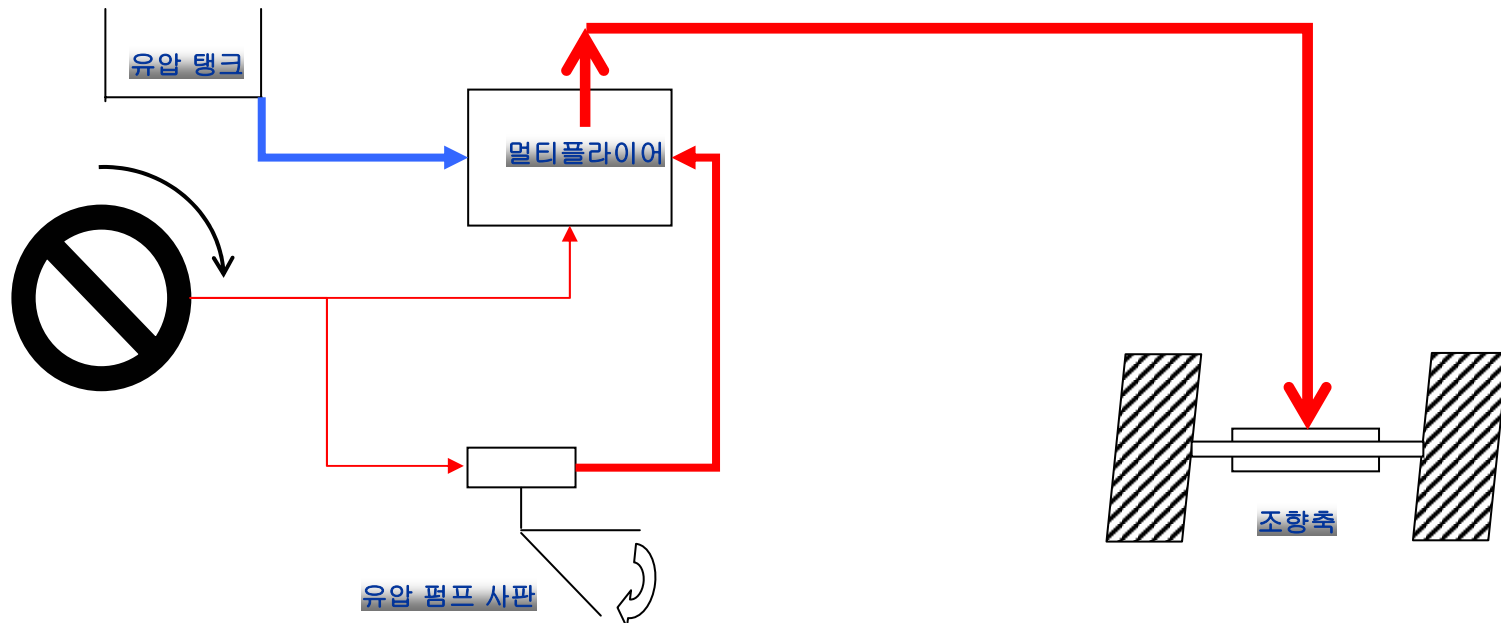 유압 탱크
멀티플라이어
조향축
유압 펌프 사판